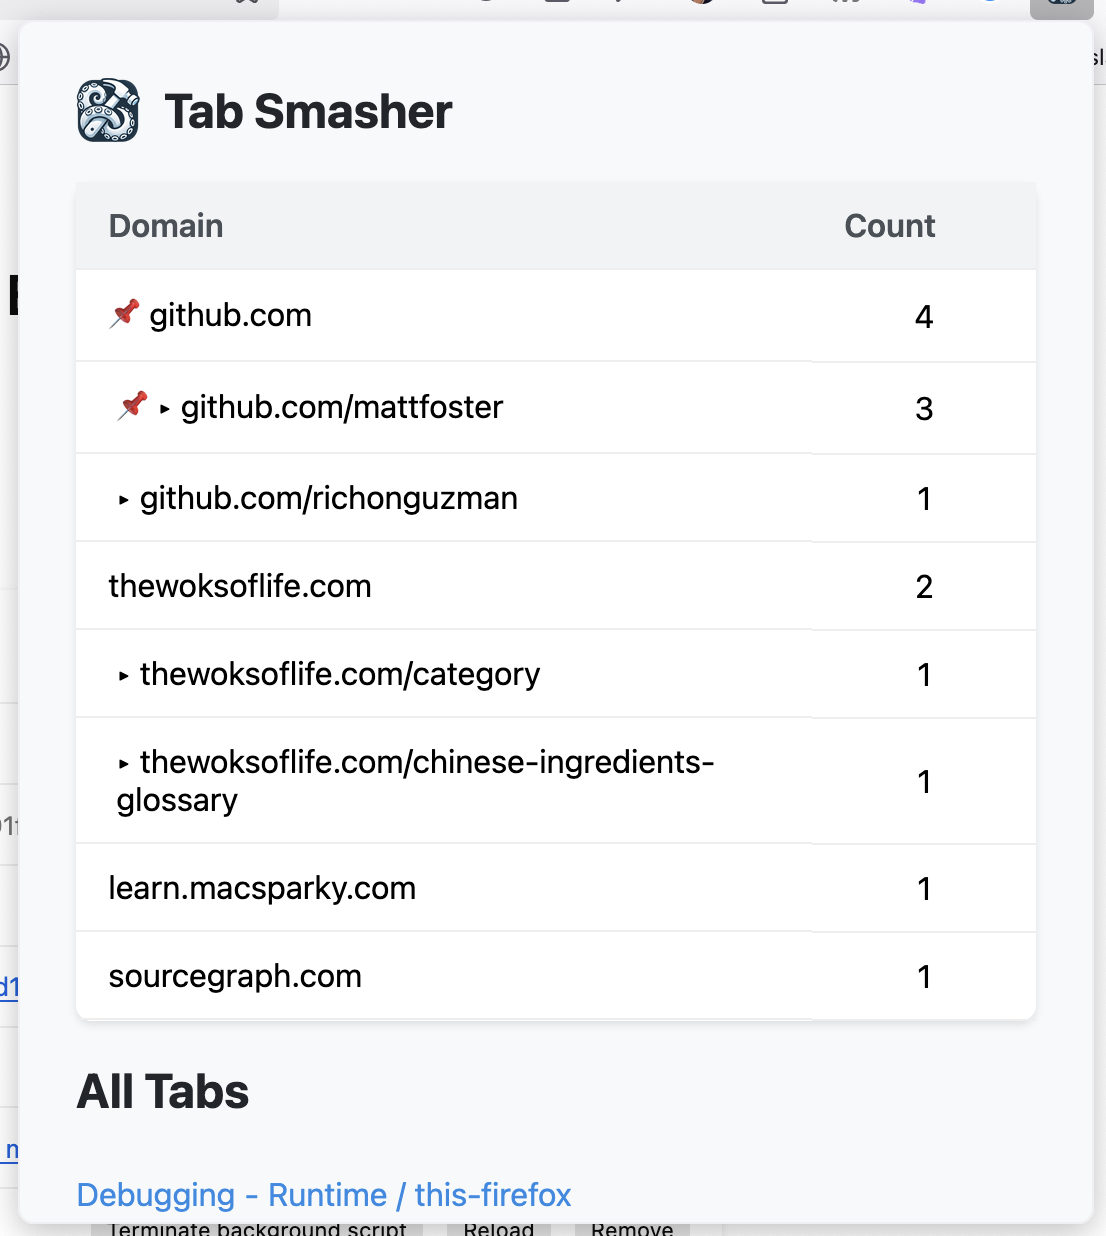 Tab Smasher
Domain Count
📌 github.com 4
📌 ▸ github.com/mattfoster 3
▸ github.com/richonguzman 1
thewoksoflife.com 2
▸ thewoksoflife.com/category 1
▸ thewoksoflife.com/chinese-ingredients-
glossary 1
learn.macsparky.com 1
sourcegraph.com 1
All Tabs
Debugging - Runtime / this-firefox
Terminate background script Reload Remove